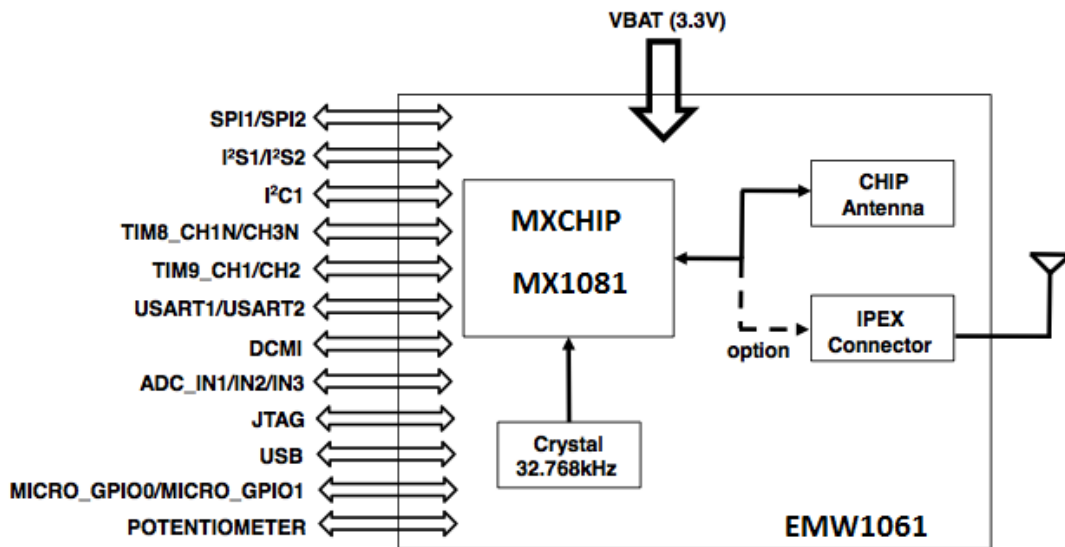 VBAT (3.3V)
SPI1/SPI2
I²S1/I²S2
I²C1
TIM8_CH1N/CH3N
TIM9_CH1/CH2
USART1/USART2
DCMI
ADC_IN1/IN2/IN3
JTAG
USB
MICRO_GPIO0/MICRO_GPIO1
POTENTIOMETER
MXCHIP
MX1081
Crystal
32.768kHz
CHIP
Antenna
option
IPEX
Connector
EMW1061